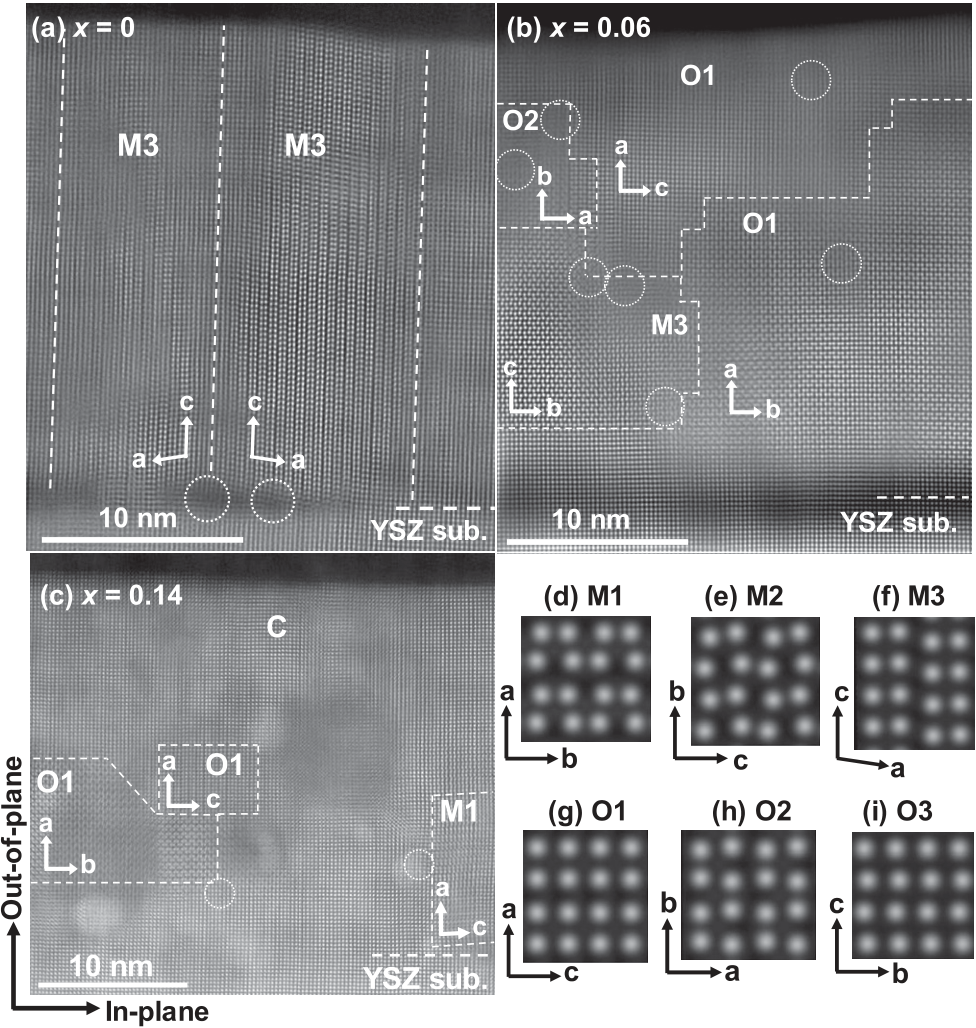 (a) x = 0
M3
M3
c
a
c
a
10 nm
YSZ sub.
(b) x = 0.06
O1
O2
a
c
b
a
O1
M3
c
b
a
b
10 nm
YSZ sub.
(c) x = 0.14
C
O1
a
c
O1
a
b
M1
a
c
10 nm
YSZ sub.
Out-of-plane
In-plane
(d) M1
a
b
(e) M2
b
c
(f) M3
c
a
(g) O1
a
c
(h) O2
b
a
(i) O3
c
b